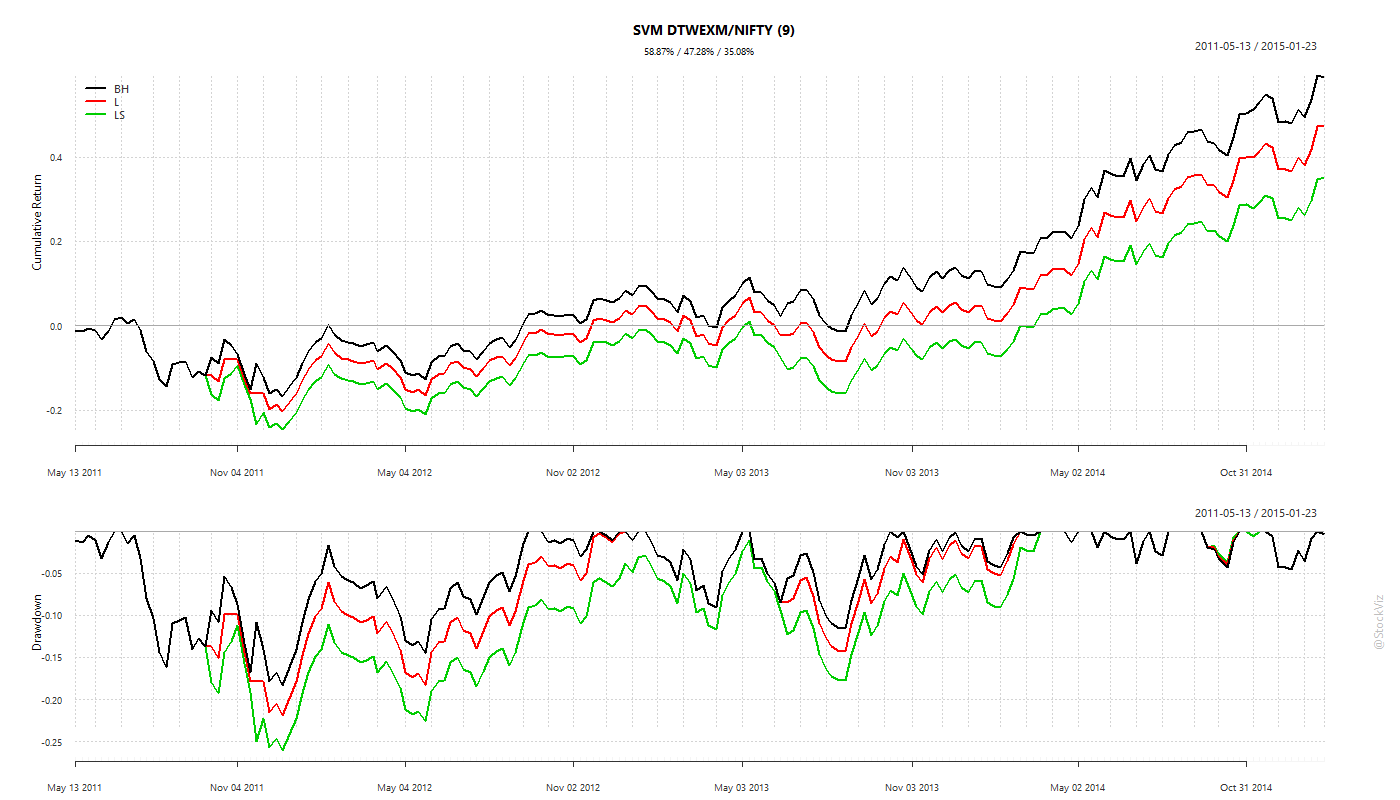 SVM DTWEXM/NIFTY (9)
58.87% / 47.28% / 35.08%
2011-05-13 / 2015-01-23
BH
L
LS
Cumulative Return
0.4
0.2
0.0
-0.2
May 13 2011 Nov 04 2011 May 04 2012 Nov 02 2012 May 03 2013 Nov 03 2013 May 02 2014 Oct 31 2014
2011-05-13 / 2015-01-23
Drawdown
-0.05
-0.10
-0.15
-0.20
-0.25
May 13 2011 Nov 04 2011 May 04 2012 Nov 02 2012 May 03 2013 Nov 03 2013 May 02 2014 Oct 31 2014
@StockViz